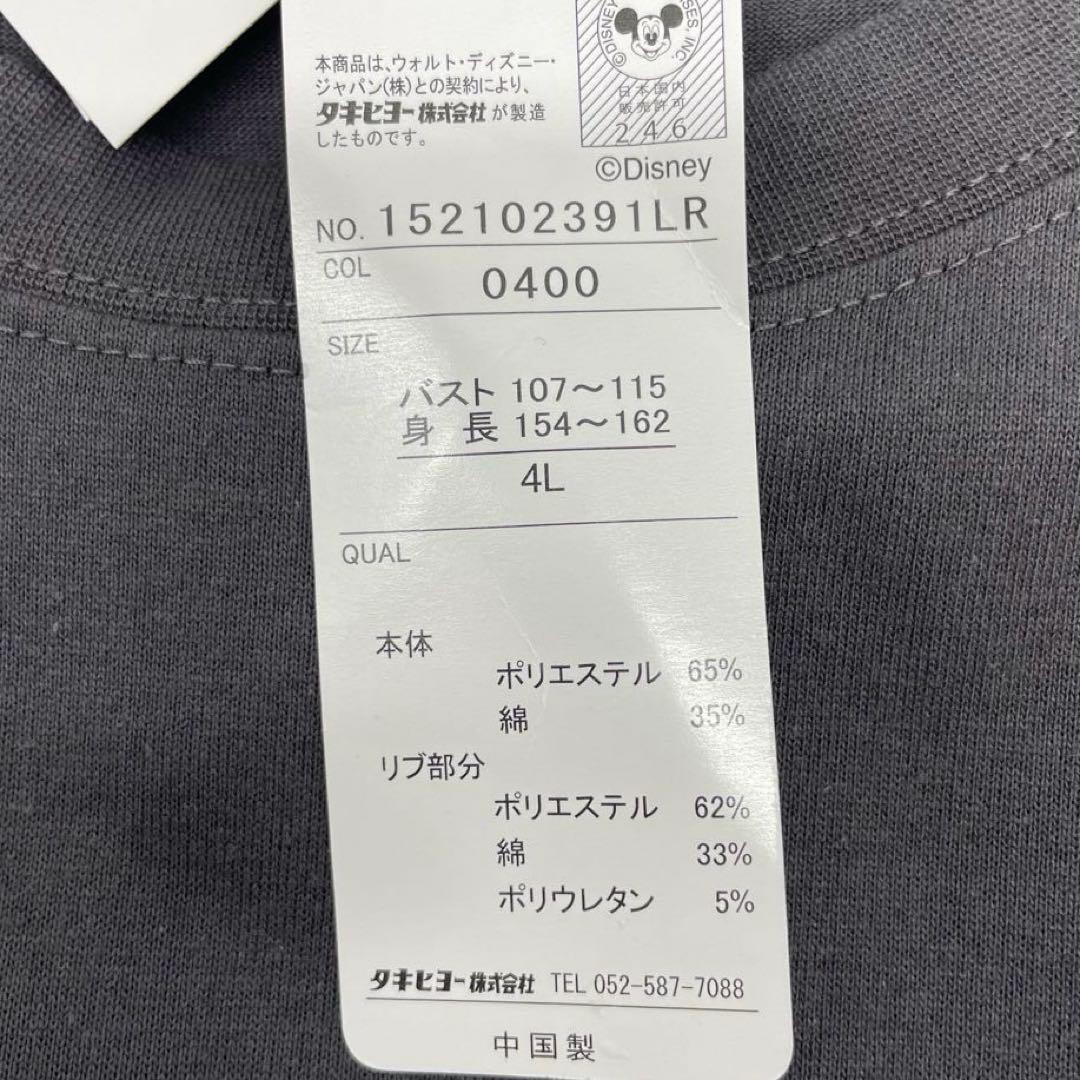 本商品は、ウォルト・ディズニー・
ジャパン(株)との契約により、
タキヒヨー株式会社が製造
したものです。
©DISNEY
SES, INC.
日本国内
販売許可
246
©Disney
NO. 152102391LR
COL
0400
SIZE
バスト 107～115
身 長 154～162
4L
QUAL
本体
ポリエステル 65%
綿 35%
リブ部分
ポリエステル 62%
綿 33%
ポリウレタン 5%
タキヒヨー株式会社 TEL 052-587-7088
中国製